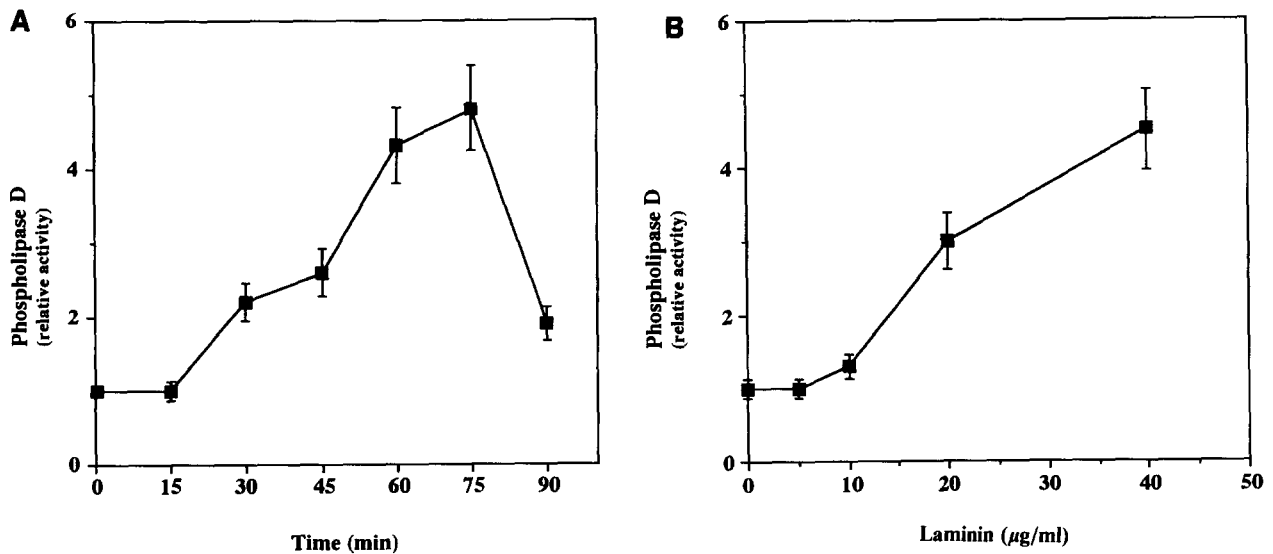 A
6
4
2
0
0 15 30 45 60 75 90
Time (min)
Phospholipase D
(relative activity)
B
6
4
2
0
0 10 20 30 40 50
Laminin (µg/ml)
Phospholipase D
(relative activity)